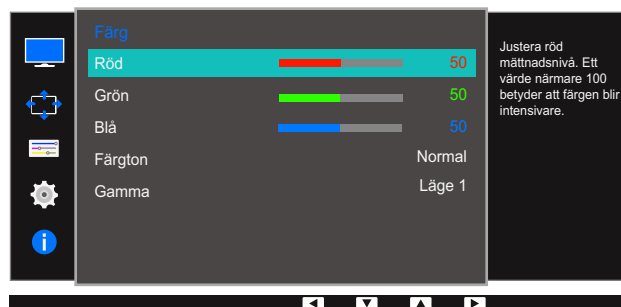 Färg
Röd 50
Grön 50
Blå 50
Färgton Normal
Gamma Läge 1
Justera röd
mättnadsnivå. Ett
värde närmare 100
betyder att färgen blir
intensivare.